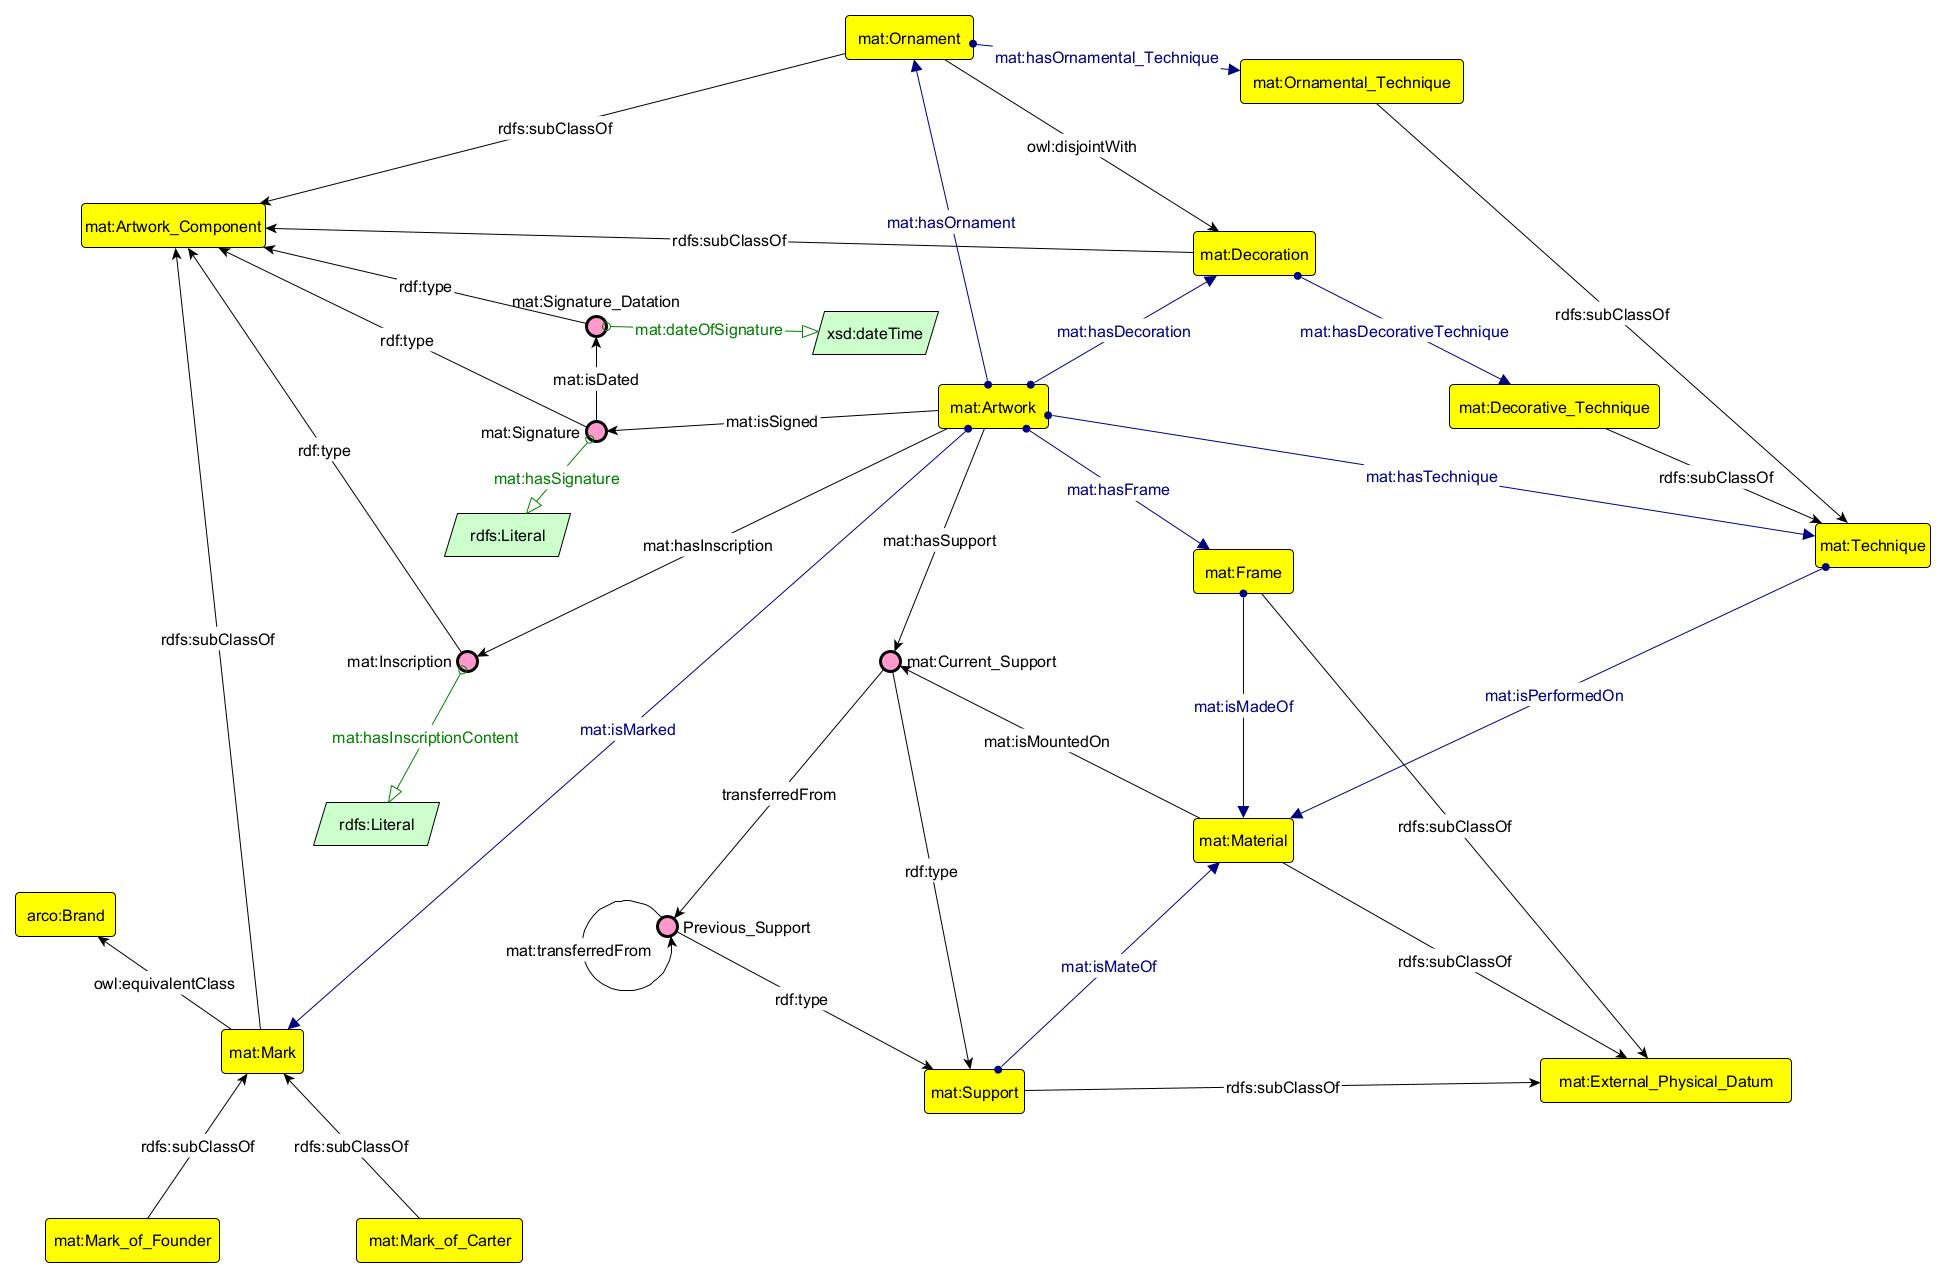 mat:Ornament
mat:hasOrnamental_Technique
mat:Ornamental_Technique
rdfs:subClassOf
owl:disjointWith
mat:Artwork_Component
mat:hasOrnament
rdfs:subClassOf
mat:Decoration
rdf:type
mat:Signature_Datation
mat:dateOfSignature
xsd:dateTime
mat:hasDecoration
mat:hasDecorativeTechnique
rdfs:subClassOf
rdf:type
mat:isDated
mat:Artwork
mat:Decorative_Technique
mat:Signature
mat:isSigned
rdf:type
mat:hasSignature
mat:hasFrame
mat:hasTechnique
rdfs:subClassOf
rdfs:Literal
mat:hasInscription
mat:hasSupport
mat:Technique
mat:Frame
rdfs:subClassOf
mat:Inscription
mat:Current_Support
mat:isPerformedOn
mat:isMadeOf
mat:isMarked
mat:hasInscriptionContent
mat:isMountedOn
transferredFrom
rdfs:Literal
rdfs:subClassOf
mat:Material
rdf:type
arco:Brand
Previous_Support
mat:transferredFrom
mat:isMateOf
rdfs:subClassOf
owl:equivalentClass
rdf:type
mat:Mark
mat:Support
rdfs:subClassOf
mat:External_Physical_Datum
rdfs:subClassOf
rdfs:subClassOf
mat:Mark_of_Founder
mat:Mark_of_Carter